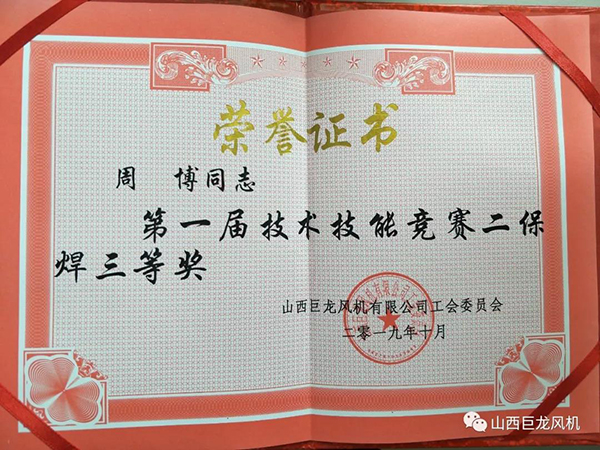 荣誉证书
周 博同志
第一届技术技能竞赛二保
焊三等奖
山西巨龙风机有限公司工会委员会
二零一九年十月
山西巨龙风机